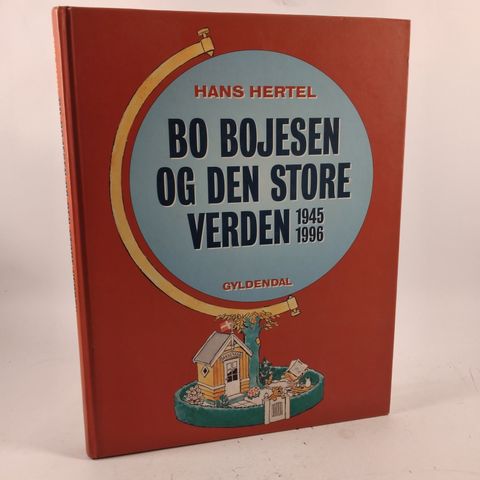 HANS HERTEL
BO BOJESEN
OG DEN STORE
VERDEN 1945
1996
GYLDENDAL